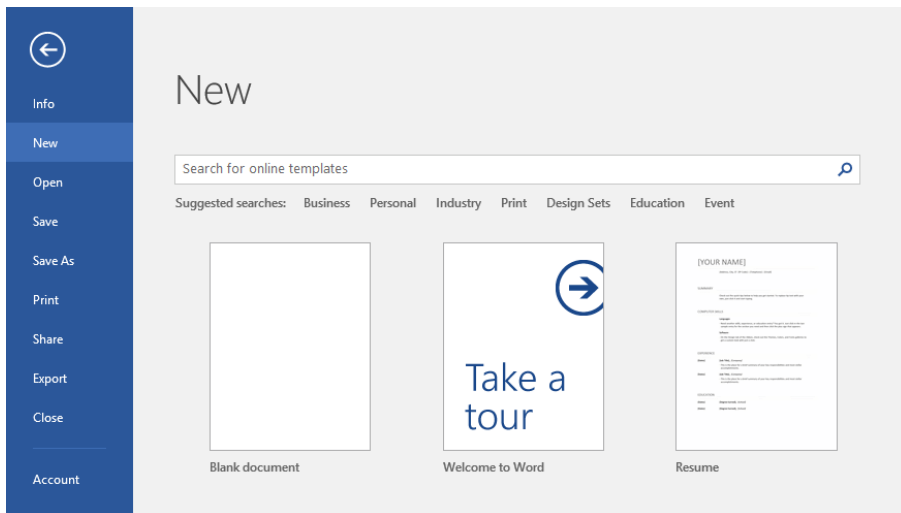 Info
New
Open
Save
Save As
Print
Share
Export
Close
Account
New
Search for online templates
Suggested searches: Business Personal Industry Print Design Sets Education Event
Take a
tour
[YOUR NAME]
Blank document
Welcome to Word
Resume